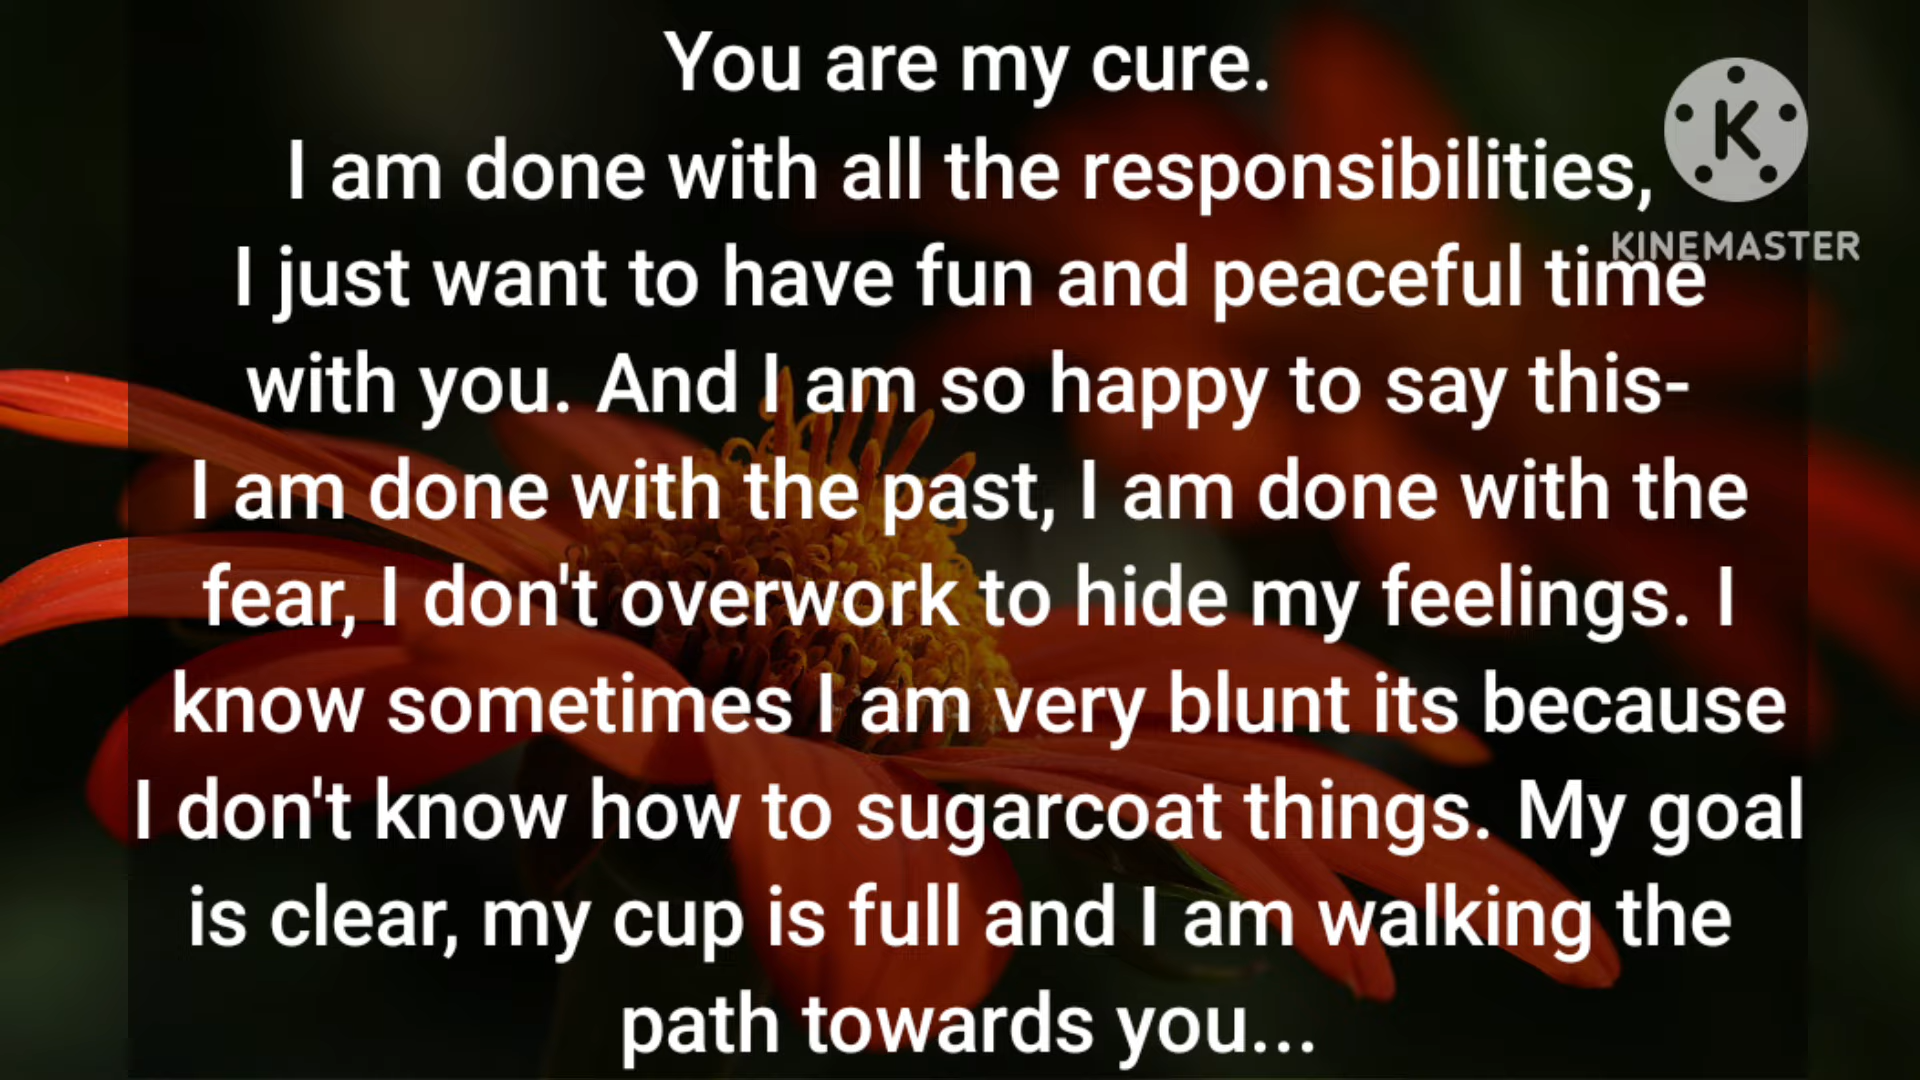 You are my cure.
I am done with all the responsibilities,
I just want to have fun and peaceful time
with you. And I am so happy to say this-
I am done with the past, I am done with the
fear, I don't overwork to hide my feelings. I
know sometimes I am very blunt its because
I don't know how to sugarcoat things. My goal
is clear, my cup is full and I am walking the
path towards you...
K
KINEMASTER